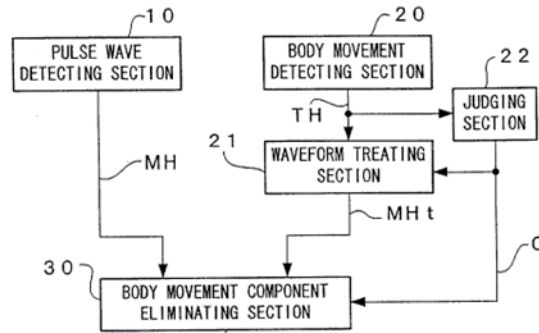 10
PULSE WAVE
DETECTING SECTION
20
BODY MOVEMENT
DETECTING SECTION
22
JUDGING
SECTION
TH
21
WAVEFORM TREATING
SECTION
MH
MHt
C
30
BODY MOVEMENT COMPONENT
ELIMINATING SECTION